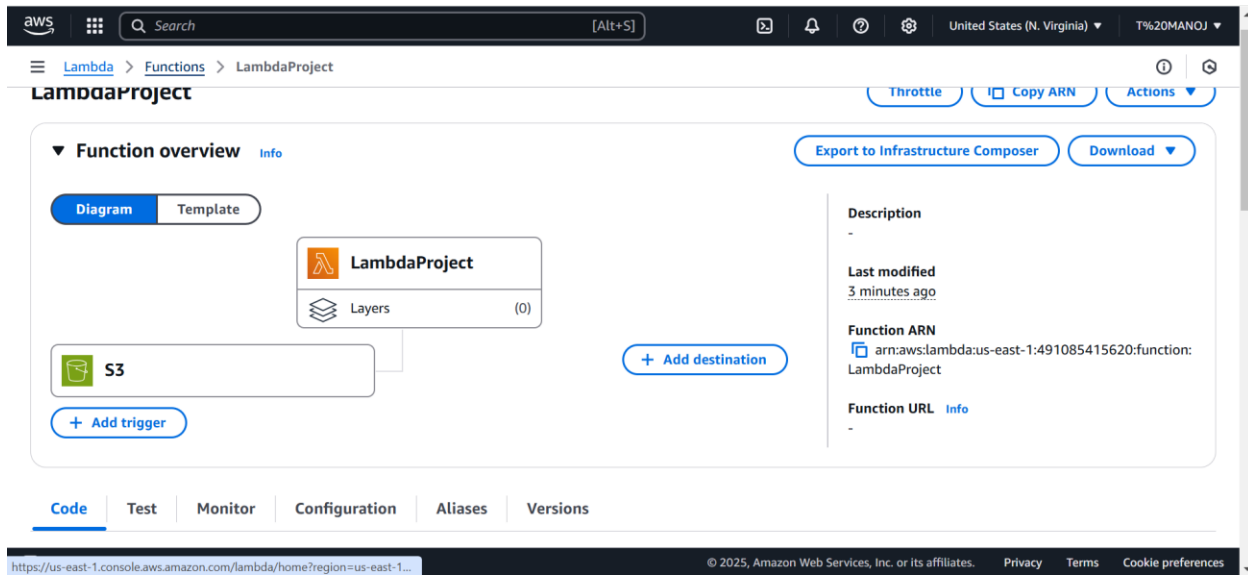 aws
Search [Alt+S] United States (N. Virginia) ▼ T%20MANOJ ▼
Lambda > Functions > LambdaProject
LambdaProject Throttle Copy ARN Actions ▼
▼ Function overview Info Export to Infrastructure Composer Download ▼
Diagram Template
LambdaProject
Layers (0)
S3
+ Add trigger
+ Add destination
Description
-
Last modified
3 minutes ago
Function ARN
arn:aws:lambda:us-east-1:491085415620:function:
LambdaProject
Function URL Info
-
Code Test Monitor Configuration Aliases Versions
https://us-east-1.console.aws.amazon.com/lambda/home?region=us-east-1...
© 2025, Amazon Web Services, Inc. or its affiliates. Privacy Terms Cookie preferences